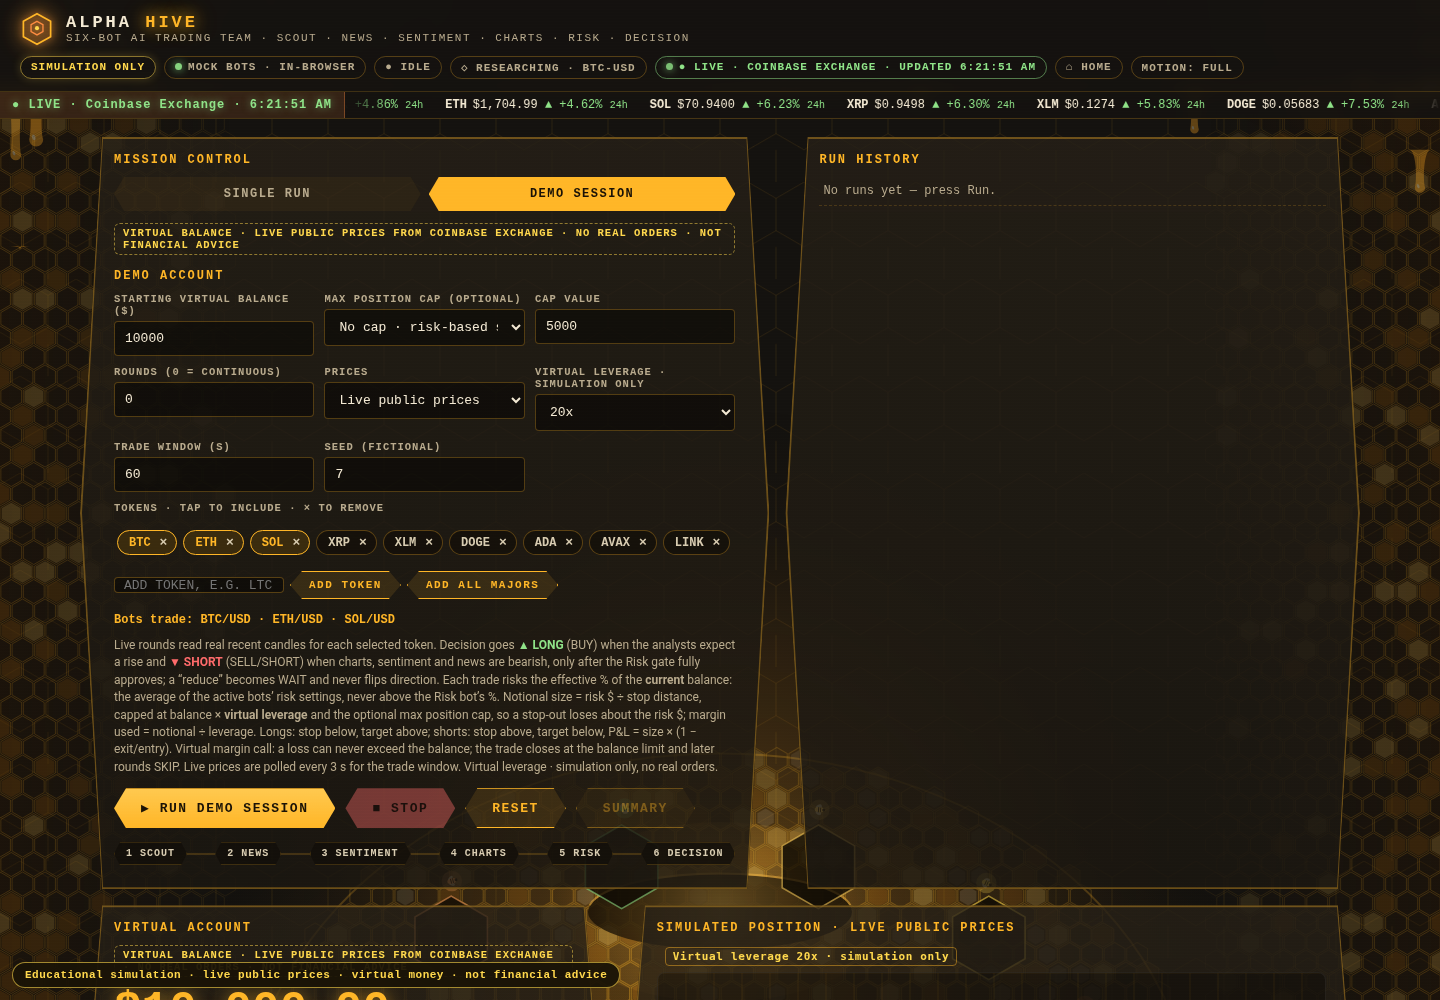 ALPHA HIVE
SIX-BOT AI TRADING TEAM · SCOUT · NEWS · SENTIMENT · CHARTS · RISK · DECISION
SIMULATION ONLY
MOCK BOTS · IN-BROWSER
● IDLE
◇ RESEARCHING · BTC-USD
● LIVE · COINBASE EXCHANGE · UPDATED 6:21:51 AM
⌂ HOME
MOTION: FULL
● LIVE · Coinbase Exchange · 6:21:51 AM
+4.86% 24h ETH $1,704.99 ▲ +4.62% 24h SOL $70.9400 ▲ +6.23% 24h XRP $0.9498 ▲ +6.30% 24h XLM $0.1274 ▲ +5.83% 24h DOGE $0.05683 ▲ +7.53% 24h
MISSION CONTROL
SINGLE RUN
DEMO SESSION
VIRTUAL BALANCE · LIVE PUBLIC PRICES FROM COINBASE EXCHANGE · NO REAL ORDERS · NOT
FINANCIAL ADVICE
DEMO ACCOUNT
STARTING VIRTUAL BALANCE
($)
10000
MAX POSITION CAP (OPTIONAL)
No cap · risk-based
CAP VALUE
5000
ROUNDS (0 = CONTINUOUS)
0
PRICES
Live public prices
VIRTUAL LEVERAGE ·
SIMULATION ONLY
20x
TRADE WINDOW (S)
60
SEED (FICTIONAL)
7
TOKENS · TAP TO INCLUDE · × TO REMOVE
BTC × ETH × SOL × XRP × XLM × DOGE × ADA × AVAX × LINK ×
ADD TOKEN, E.G. LTC
ADD TOKEN
ADD ALL MAJORS
Bots trade: BTC/USD · ETH/USD · SOL/USD
Live rounds read real recent candles for each selected token. Decision goes ▲ LONG (BUY) when the analysts expect
a rise and ▼ SHORT (SELL/SHORT) when charts, sentiment and news are bearish, only after the Risk gate fully
approves; a “reduce” becomes WAIT and never flips direction. Each trade risks the effective % of the current balance:
the average of the active bots’ risk settings, never above the Risk bot’s %. Notional size = risk $ ÷ stop distance,
capped at balance × virtual leverage and the optional max position cap, so a stop-out loses about the risk $; margin
used = notional ÷ leverage. Longs: stop below, target above; shorts: stop above, target below, P&L = size × (1 −
exit/entry). Virtual margin call: a loss can never exceed the balance; the trade closes at the balance limit and later
rounds SKIP. Live prices are polled every 3 s for the trade window. Virtual leverage · simulation only, no real orders.
▶ RUN DEMO SESSION
■ STOP
RESET
SUMMARY
1 SCOUT
2 NEWS
3 SENTIMENT
4 CHARTS
5 RISK
6 DECISION
RUN HISTORY
No runs yet — press Run.
VIRTUAL ACCOUNT
VIRTUAL BALANCE · LIVE PUBLIC PRICES FROM COINBASE EXCHANGE
SIMULATED POSITION · LIVE PUBLIC PRICES
Virtual leverage 20x · simulation only
Educational simulation · live public prices · virtual money · not financial advice